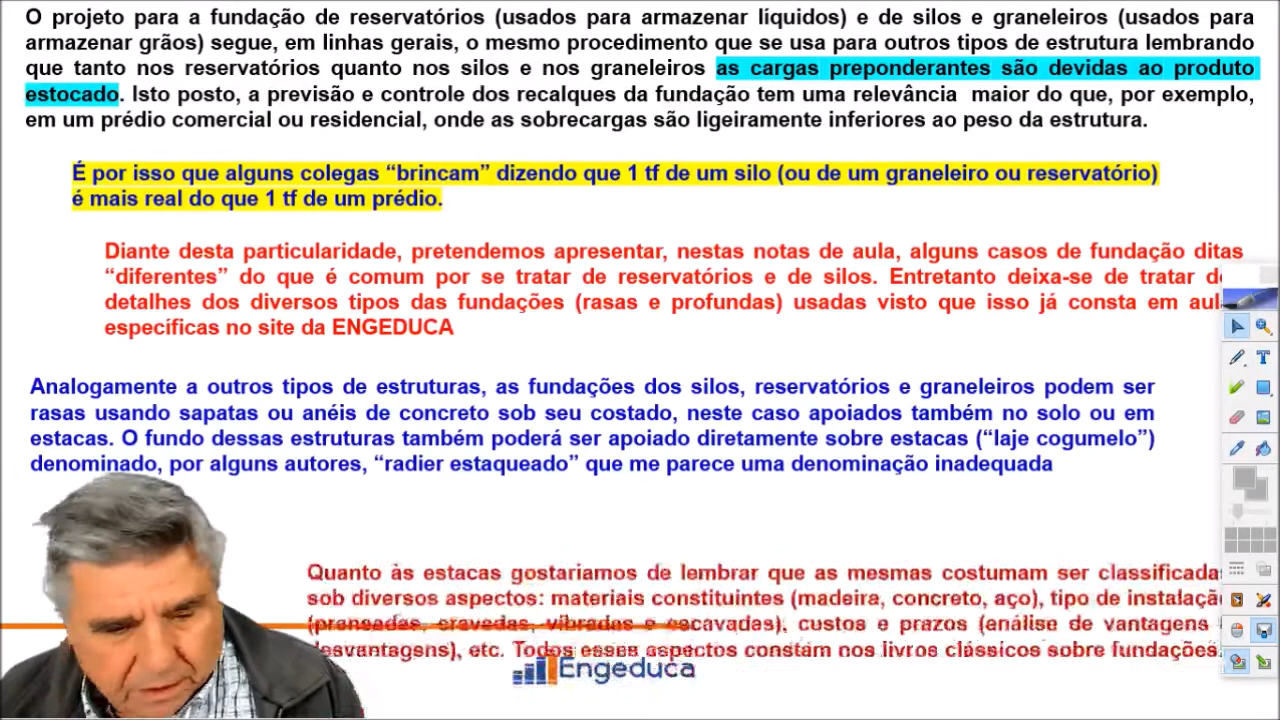 O projeto para a fundação de reservatórios (usados para armazenar líquidos) e de silos e graneleiros (usados para
armazenar grãos) segue, em linhas gerais, o mesmo procedimento que se usa para outros tipos de estrutura lembrando
que tanto nos reservatórios quanto nos silos e nos graneleiros as cargas preponderantes são devidas ao produto
estocado. Isto posto, a previsão e controle dos recalques da fundação tem uma relevância maior do que, por exemplo,
em um prédio comercial ou residencial, onde as sobrecargas são ligeiramente inferiores ao peso da estrutura.
É por isso que alguns colegas “brincam” dizendo que 1 tf de um silo (ou de um graneleiro ou reservatório)
é mais real do que 1 tf de um prédio.
Diante desta particularidade, pretendemos apresentar, nestas notas de aula, alguns casos de fundação ditas
“diferentes” do que é comum por se tratar de reservatórios e de silos. Entretanto deixa-se de tratar de
detalhes dos diversos tipos das fundações (rasas e profundas) usadas visto que isso já consta em aul
específicas no site da ENGEDUCA
Analogamente a outros tipos de estruturas, as fundações dos silos, reservatórios e graneleiros podem ser
rasas usando sapatas ou anéis de concreto sob seu costado, neste caso apoiados também no solo ou em
estacas. O fundo dessas estruturas também poderá ser apoiado diretamente sobre estacas (“laje cogumelo”)
denominado, por alguns autores, “radier estaqueado” que me parece uma denominação inadequada
Quanto às estacas gostariamos de lembrar que as mesmas costumam ser classificada
sob diversos aspectos: materiais constituintes (madeira, concreto, aço), tipo de instalaçã
(prensadas, cravadas, vibradas e escavadas), custos e prazos (análise de vantagens
desvantagens), etc. Todos esses aspectos constam nos livros clássicos sobre fundações.
Engeduca